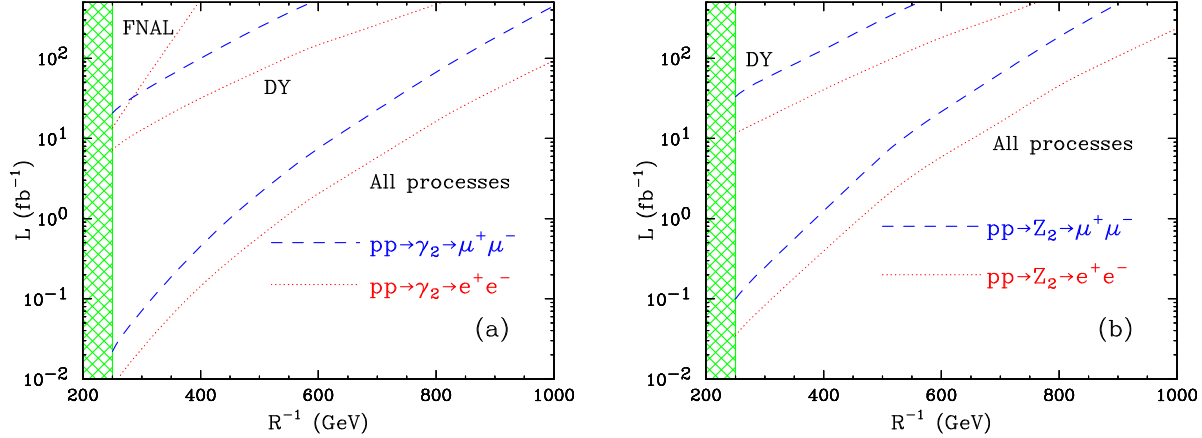 FNAL
DY
All processes
pp→γ₂→μ⁺μ⁻
pp→γ₂→e⁺e⁻
(a)
10²
10¹
10⁰
10⁻¹
10⁻²
L (fb⁻¹)
200 400 600 800 1000
R⁻¹ (GeV)
DY
All processes
pp→Z₂→μ⁺μ⁻
pp→Z₂→e⁺e⁻
(b)
10²
10¹
10⁰
10⁻¹
10⁻²
L (fb⁻¹)
200 400 600 800 1000
R⁻¹ (GeV)